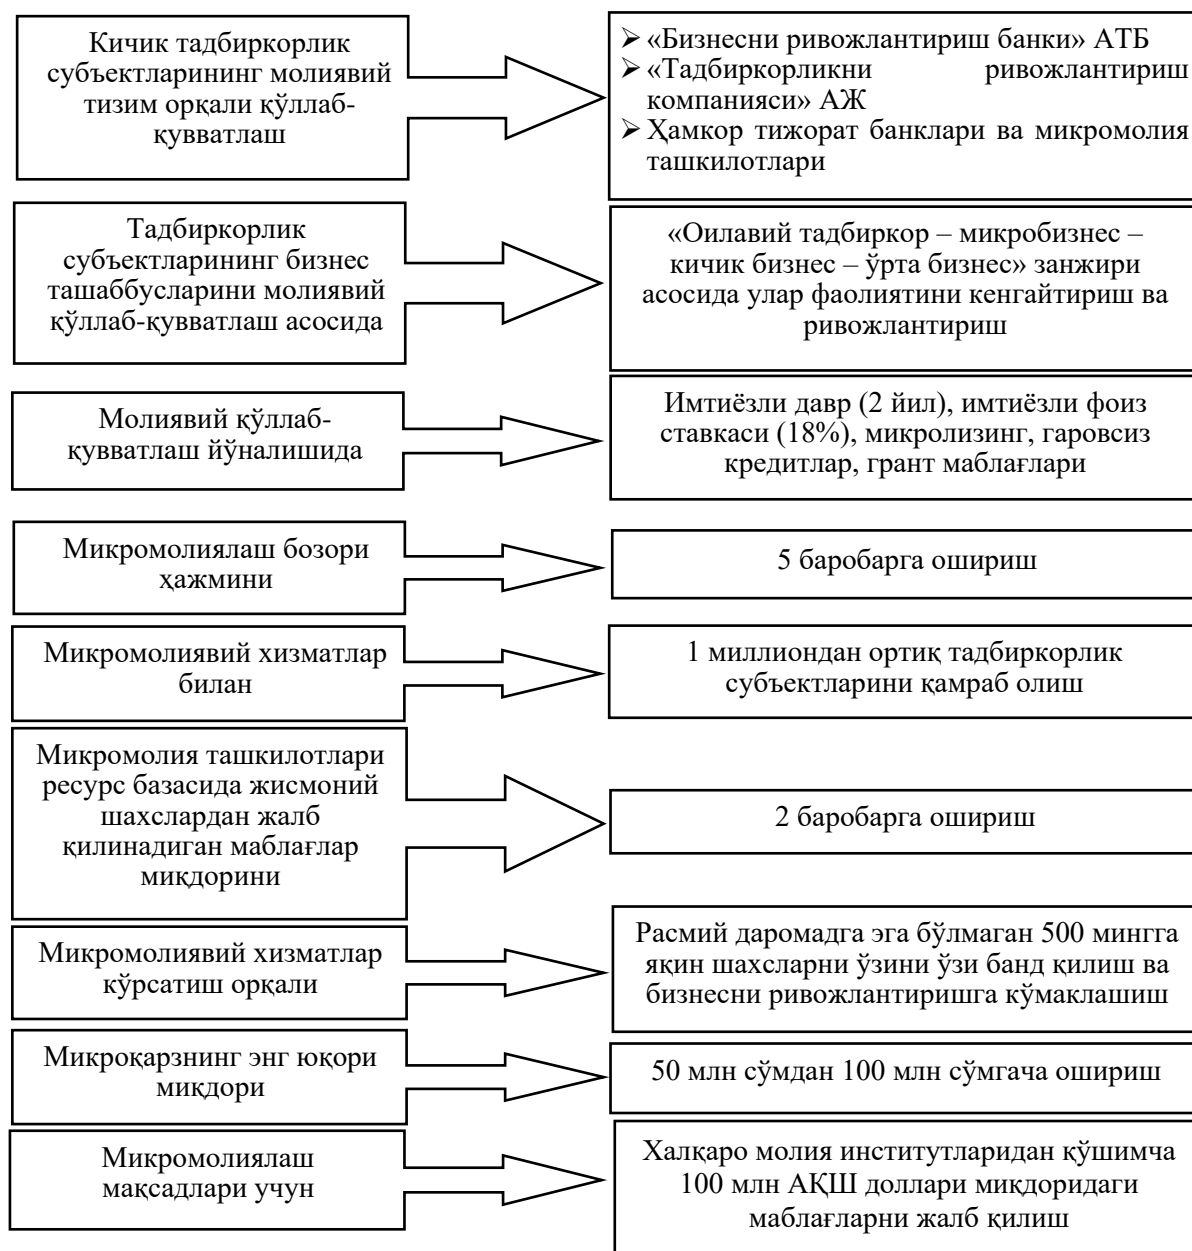 Кичик тадбиркорлик
субъектларининг молиявий
тизим орқали қўллаб-
қувватлаш
➢ «Бизнесни ривожлантириш банки» АТБ
➢ «Тадбиркорликни ривожлантириш
компанияси» АЖ
➢ Ҳамкор тижорат банклари ва микромолия
ташкилотлари
Тадбиркорлик
субъектларининг бизнес
ташаббусларини молиявий
қўллаб-қувватлаш асосида
«Оилавий тадбиркор – микробизнес –
кичик бизнес – ўрта бизнес» занжири
асосида улар фаолиятини кенгайтириш ва
ривожлантириш
Молиявий қўллаб-
қувватлаш йўналишида
Имтиёзли давр (2 йил), имтиёзли фоиз
ставкаси (18%), микролизинг, гаровсиз
кредитлар, грант маблағлари
Микромолиялаш бозори
ҳажмини
5 баробарга ошириш
Микромолиявий хизматлар
билан
1 миллиондан ортиқ тадбиркорлик
субъектларини қамраб олиш
Микромолия ташкилотлари
ресурс базасида жисмоний
шахслардан жалб
қилинадиган маблағлар
миқдорини
2 баробарга ошириш
Микромолиявий хизматлар
кўрсатиш орқали
Расмий даромадга эга бўлмаган 500 мингга
яқин шахсларни ўзини ўзи банд қилиш ва
бизнесни ривожлантиришга кўмаклашиш
Микроқарзнинг энг юқори
миқдори
50 млн сўмдан 100 млн сўмгача ошириш
Микромолиялаш
мақсадлари учун
Халқаро молия институтларидан қўшимча
100 млн АҚШ доллари миқдоридаги
маблағларни жалб қилиш